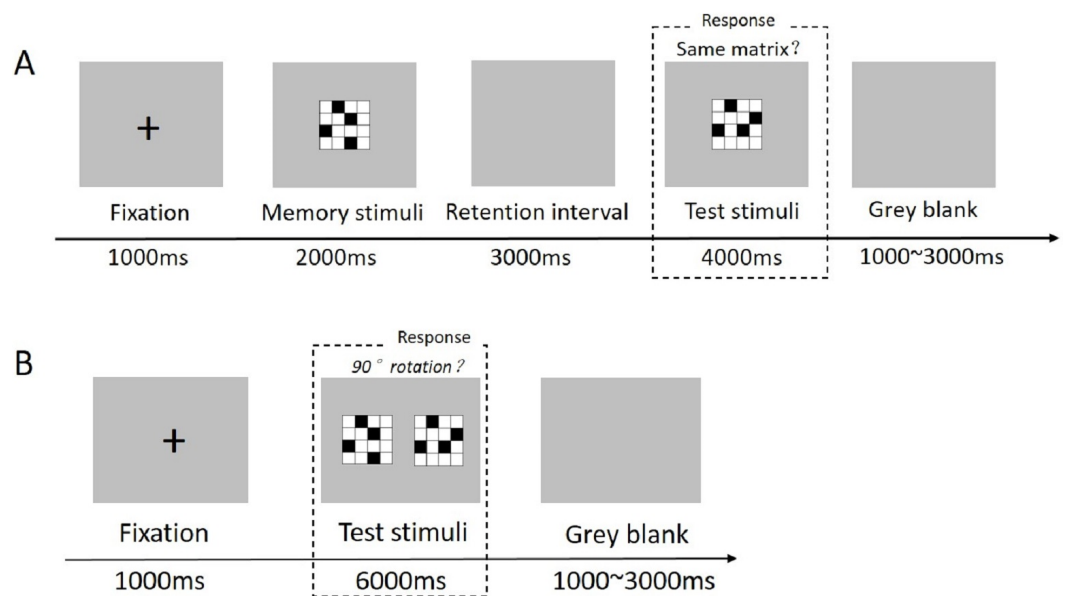 A
Response
Same matrix?
Fixation
Memory stimuli
Retention interval
Test stimuli
Grey blank
1000ms
2000ms
3000ms
4000ms
1000~3000ms
B
Response
90° rotation?
Fixation
Test stimuli
Grey blank
1000ms
6000ms
1000~3000ms